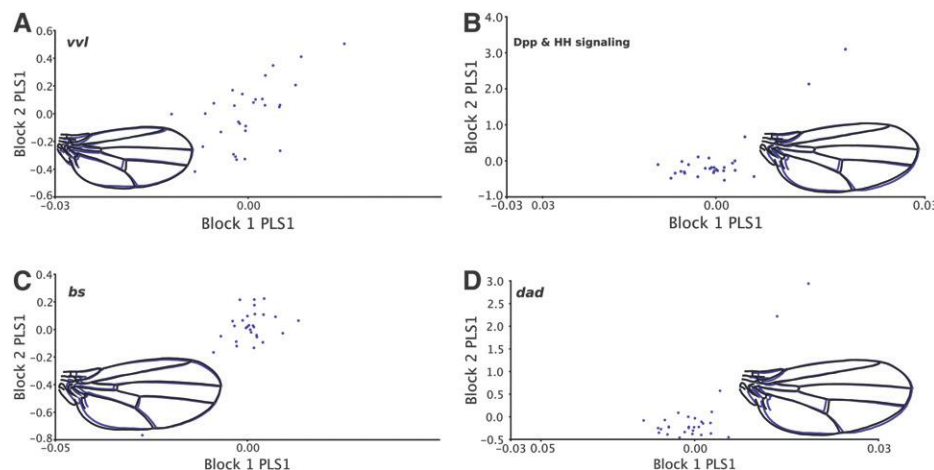 A
vvl
0.6
0.4
0.2
0.0
−0.2
−0.4
−0.6
Block 2 PLS1
−0.03
0.00
Block 1 PLS1
B
Dpp & HH signaling
4.0
3.0
2.0
1.0
0.0
−1.0
Block 2 PLS1
−0.03 0.03
0.00
0.03
Block 1 PLS1
C
bs
0.4
0.2
0.0
−0.2
−0.4
−0.6
−0.8
Block 2 PLS1
−0.05
0.00
Block 1 PLS1
D
dad
3.0
2.5
2.0
1.5
1.0
0.5
0.0
−0.5
Block 2 PLS1
−0.03 0.05
0.00
0.03
Block 1 PLS1